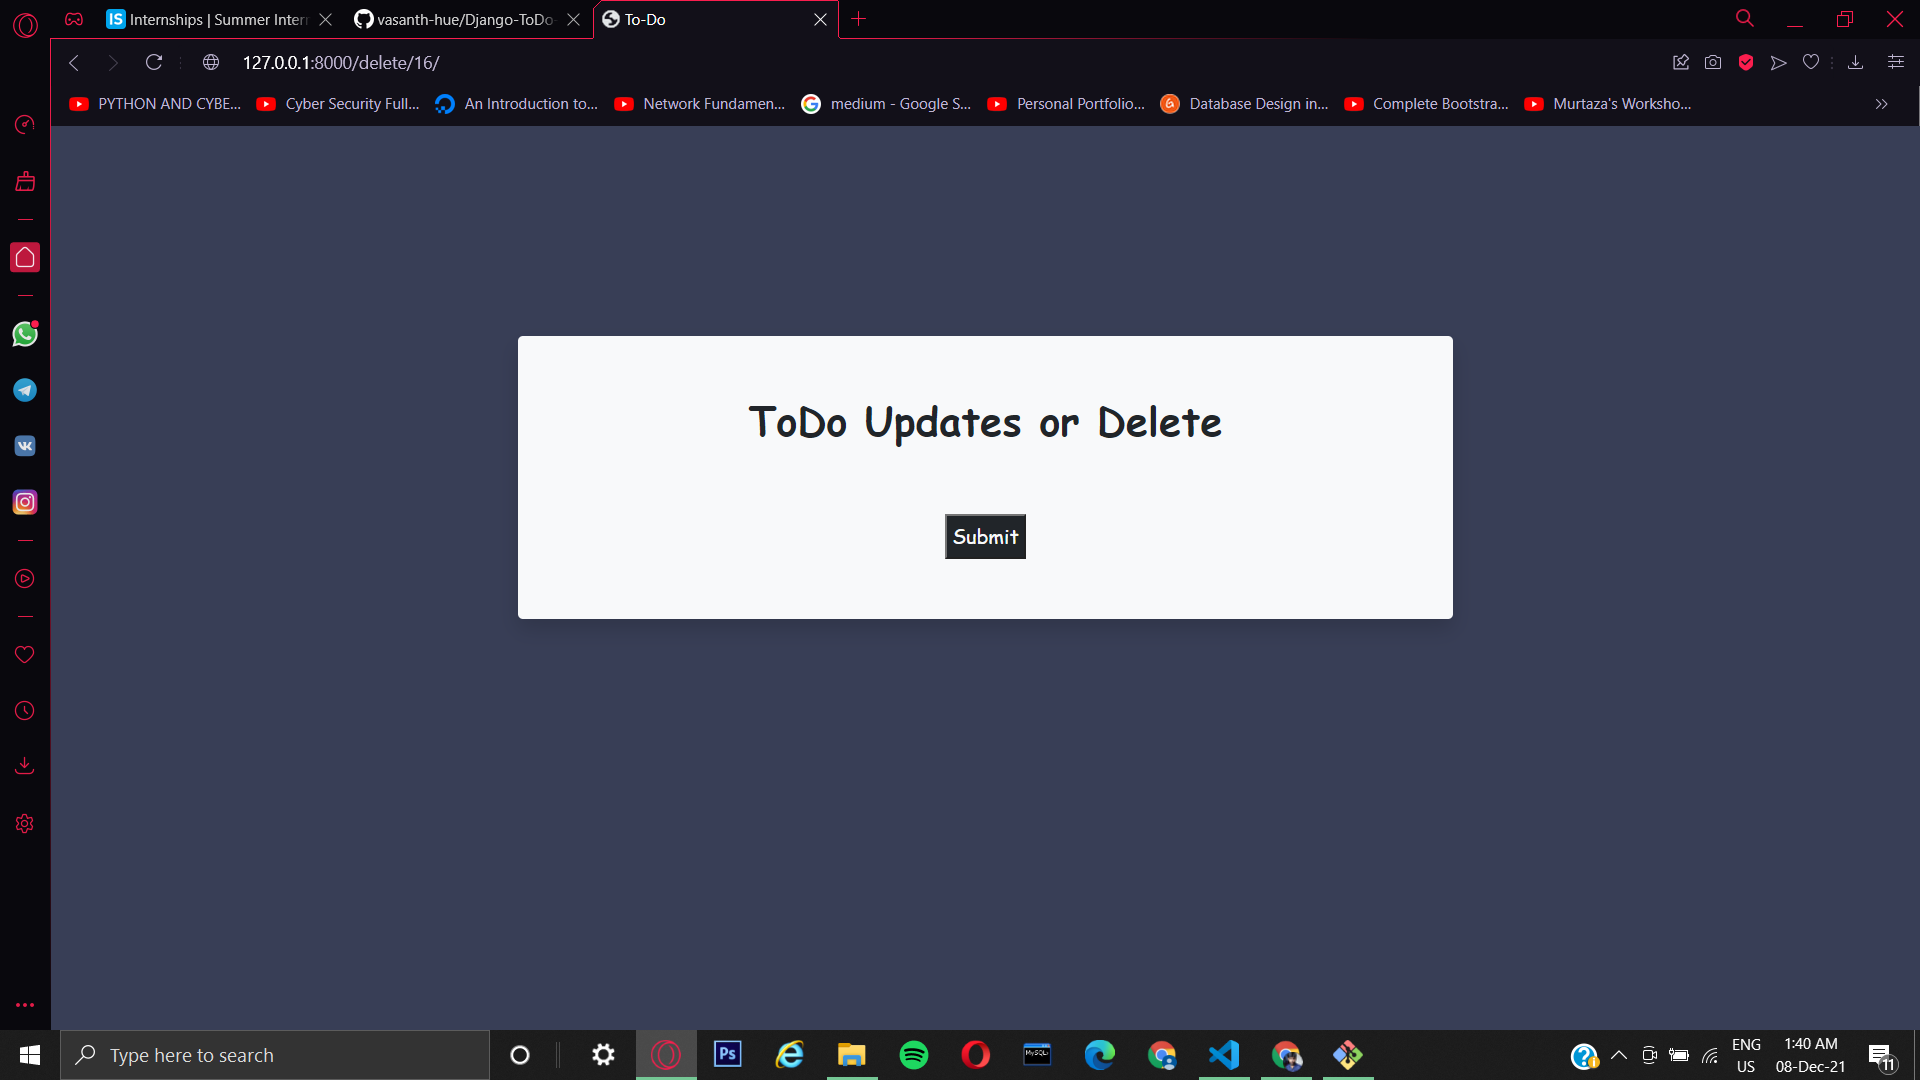 Internships | Summer Inter
vasanth-hue/Django-ToDo-
To-Do
127.0.0.1:8000/delete/16/
PYTHON AND CYBE...
Cyber Security Full...
An Introduction to...
Network Fundamen...
medium - Google S...
Personal Portfolio...
Database Design in...
Complete Bootstra...
Murtaza's Worksho...
ToDo Updates or Delete
Submit
Type here to search
ENG
US
1:40 AM
08-Dec-21
11